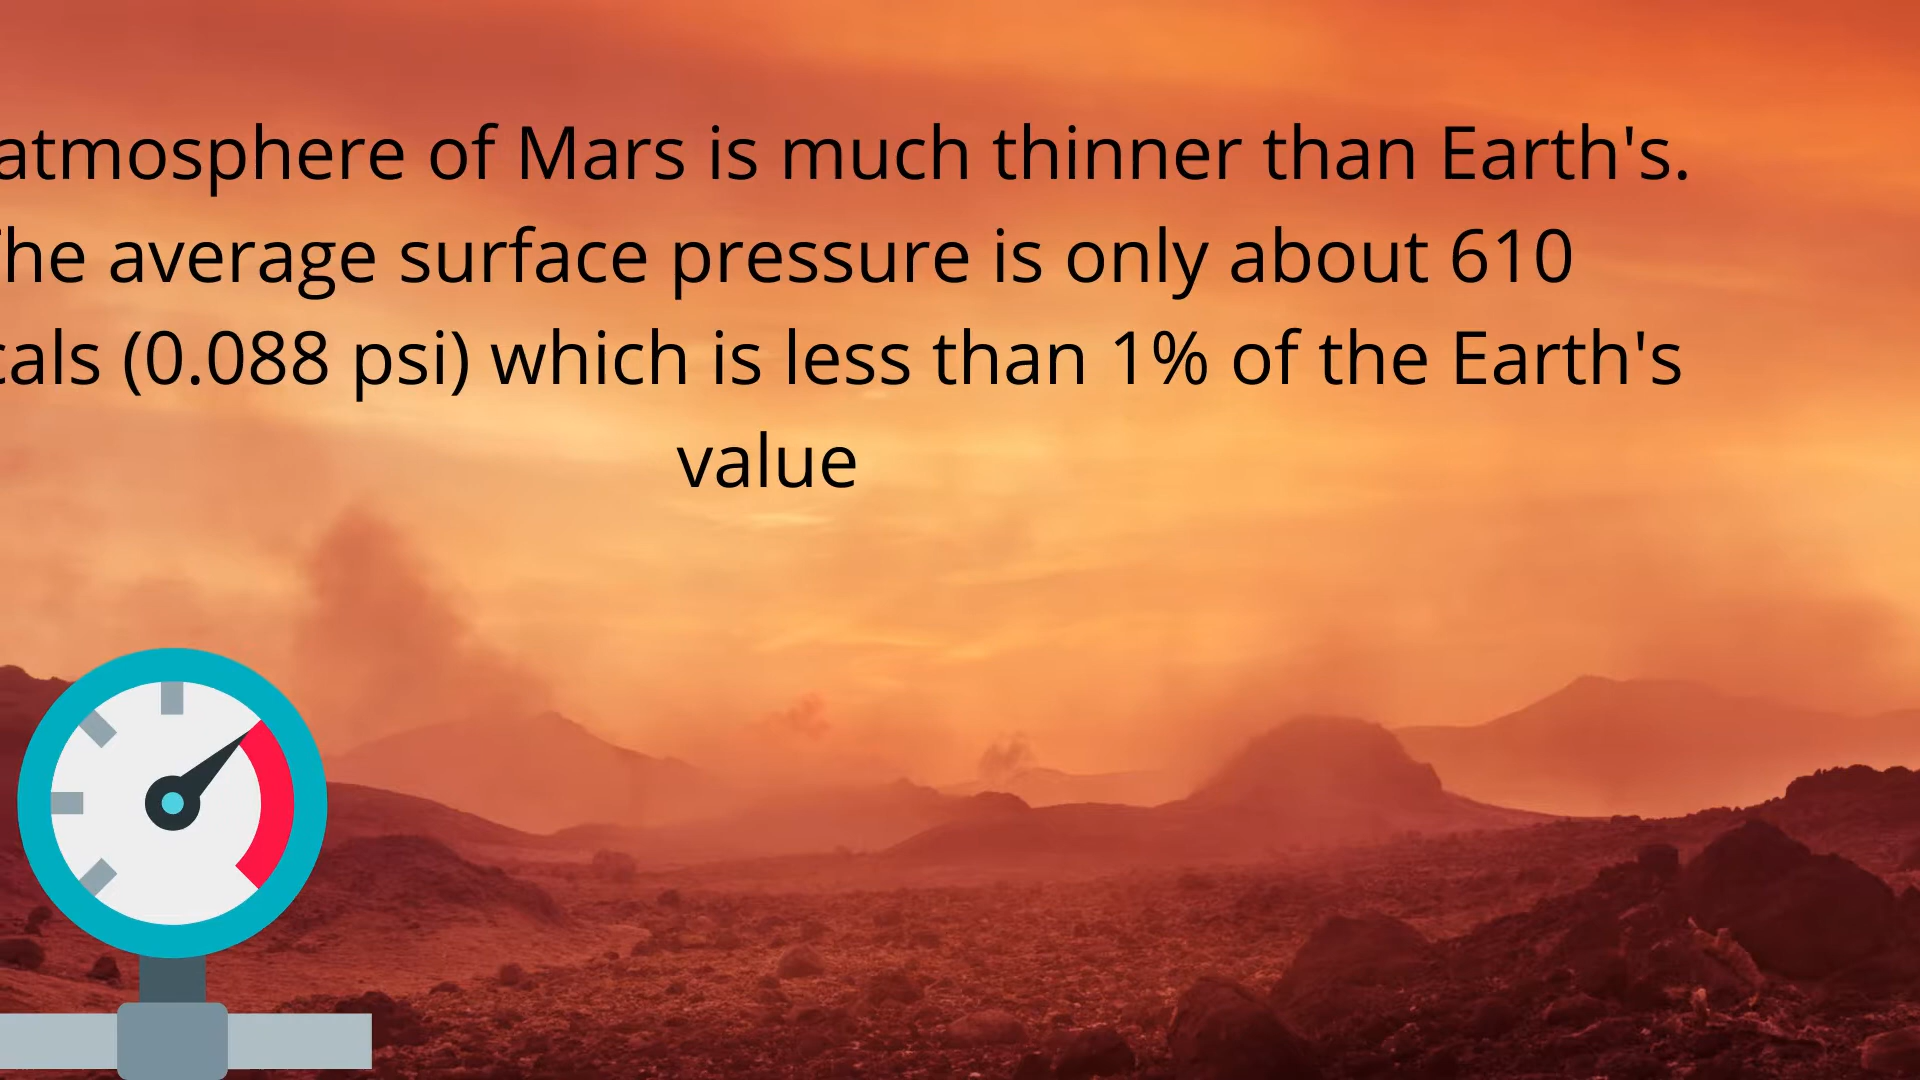 atmosphere of Mars is much thinner than Earth's.
The average surface pressure is only about 610
cals (0.088 psi) which is less than 1% of the Earth's
value